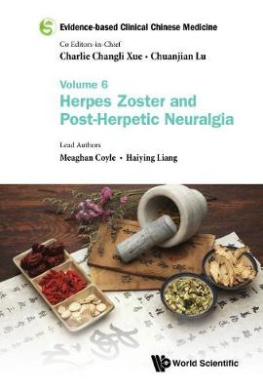 Evidence-based Clinical Chinese Medicine
Co Editors-in-Chief
Charlie Changli Xue • Chuanjian Lu
Volume 6
Herpes Zoster and
Post-Herpetic Neuralgia
Lead Authors
Meaghan Coyle • Haiying Liang
World Scientific